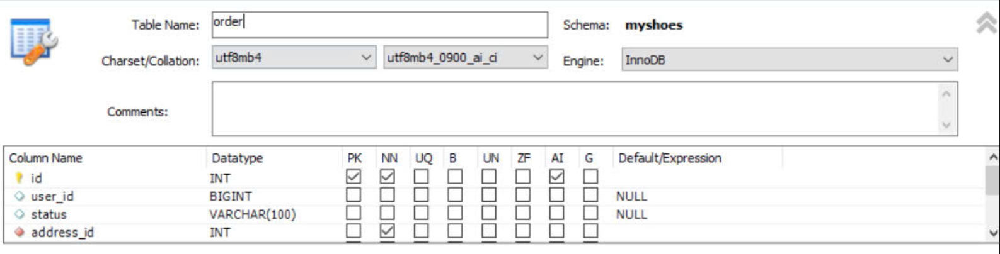 Table Name: order Schema: myshoes
Charset/Collation: utf8mb4 utf8mb4_0900_ai_ci Engine: InnoDB
Comments:
Column Name Datatype PK NN UQ B UN ZF AI G Default/Expression
id INT
user_id BIGINT NULL
status VARCHAR(100) NULL
address_id INT